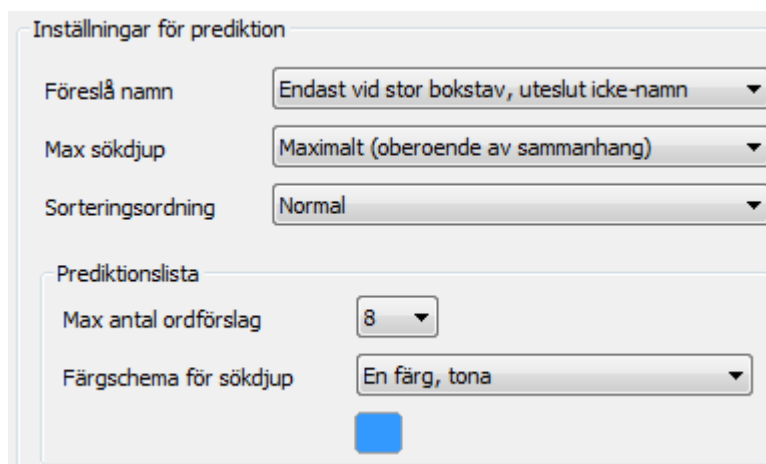 Inställningar för prediktion
Föreslå namn Endast vid stor bokstav, uteslut icke-namn
Max sökdjup Maximalt (oberoende av sammanhang)
Sorteringsordning Normal
Prediktionslista
Max antal ordförslag 8
Färgschema för sökdjup En färg, tona